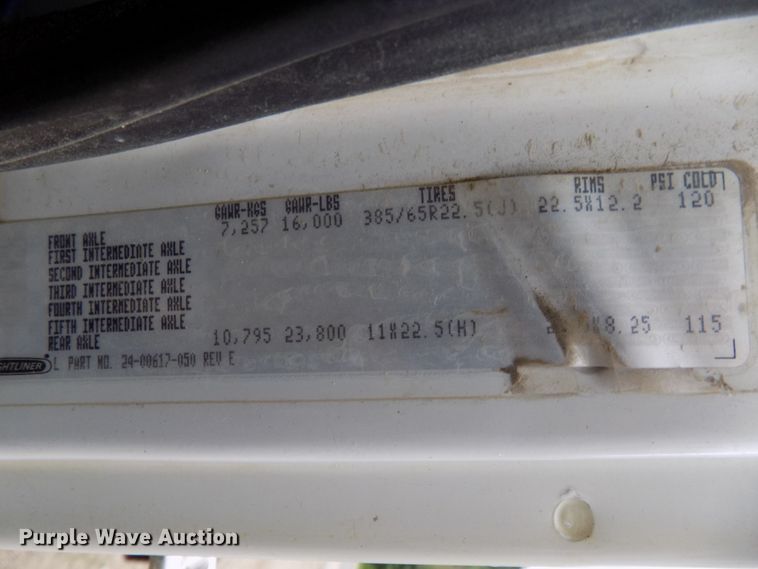 GAWR-KGS GAWR-LBS TIRES RIMS PSI COLD
FRONT AXLE 7,257 16,000 385/65R22.5(J) 22.5X12.2 120
FIRST INTERMEDIATE AXLE
SECOND INTERMEDIATE AXLE
THIRD INTERMEDIATE AXLE
FOURTH INTERMEDIATE AXLE
FIFTH INTERMEDIATE AXLE
REAR AXLE 10,795 23,800 11X22.5(H) 8.25 115
GHTLINER L PART NO. 24-00617-050 REV E
Purple Wave Auction®